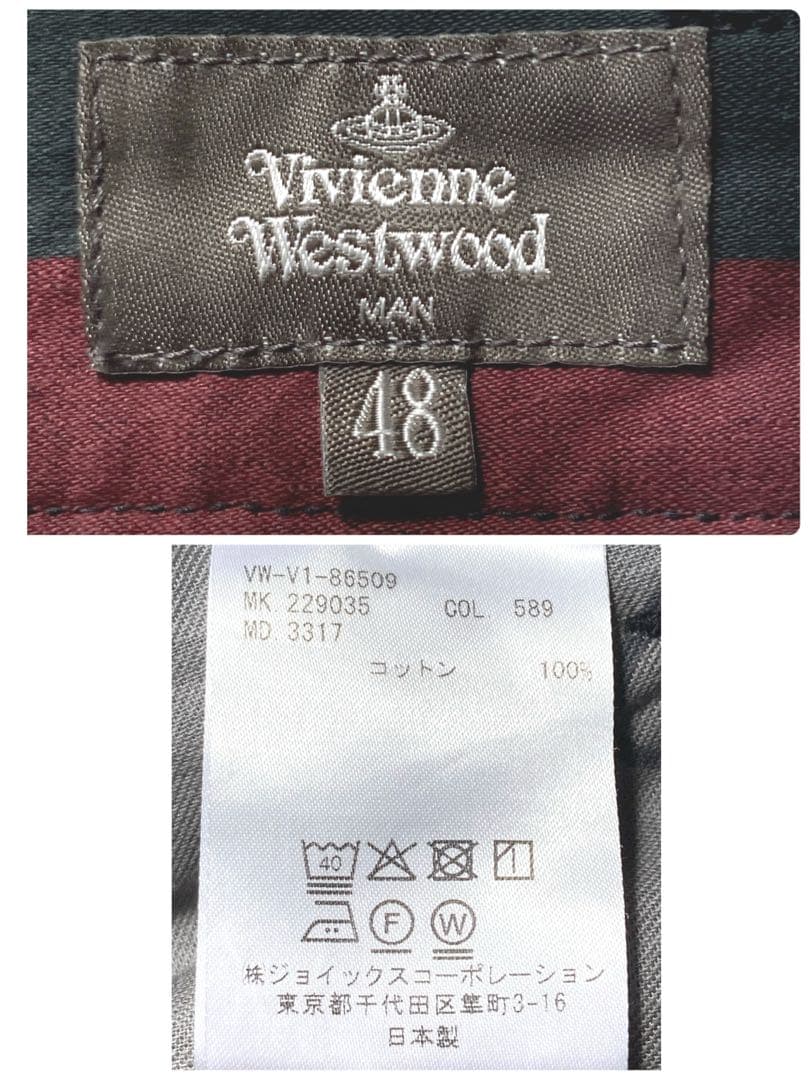 Vivienne
Westwood
MAN
48
VW-V1-86509
MK 229035 COL. 589
MD 3317
コットン 100%
40
F W
株ジョイックスコーポレーション
東京都千代田区隼町3-16
日本製